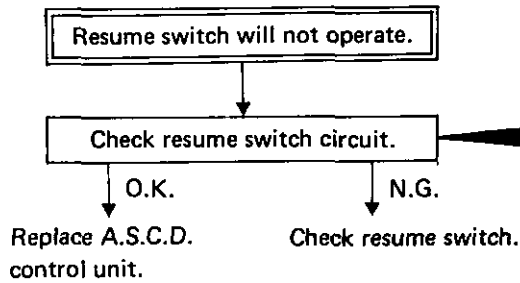 Resume switch will not operate.
Check resume switch circuit.
O.K.
N.G.
Replace A.S.C.D.
control unit.
Check resume switch.